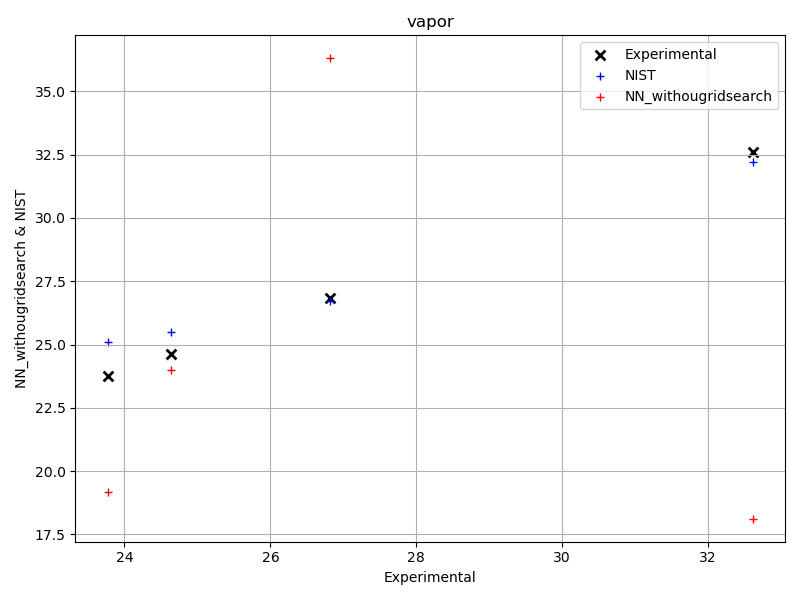 vapor
Experimental
NIST
NN_withougridsearch
35.0
32.5
30.0
27.5
25.0
22.5
20.0
17.5
NN_withougridsearch & NIST
24
26
28
30
32
Experimental